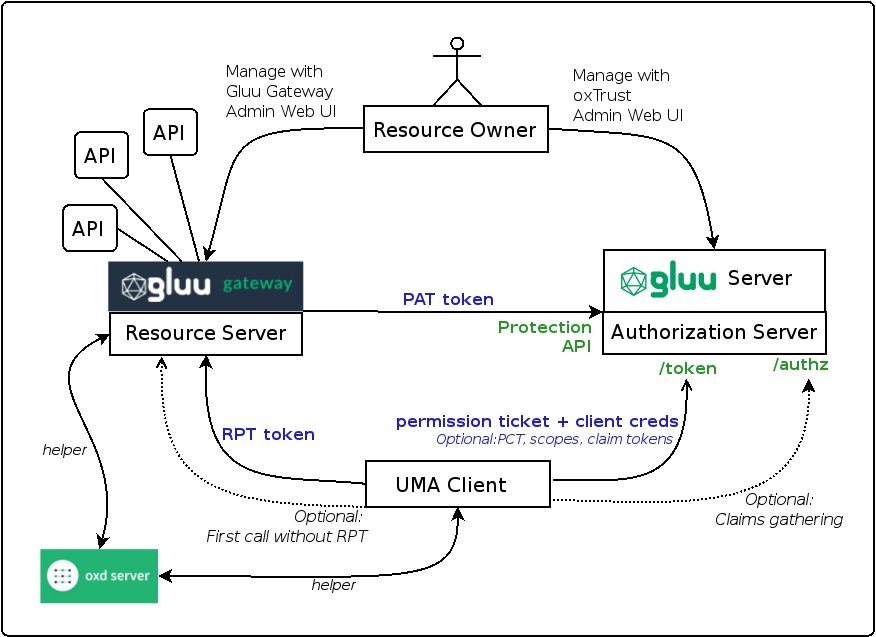 Manage with
Gluu Gateway
Admin Web UI
Manage with
oxTrust
Admin Web UI
Resource Owner
API
API
API
gluu gateway
Resource Server
gluu Server
Authorization Server
PAT token
Protection
API
/token
/authz
RPT token
permission ticket + client creds
Optional:PCT, scopes, claim tokens
helper
UMA Client
Optional:
First call without RPT
Optional:
Claims gathering
oxd server
helper